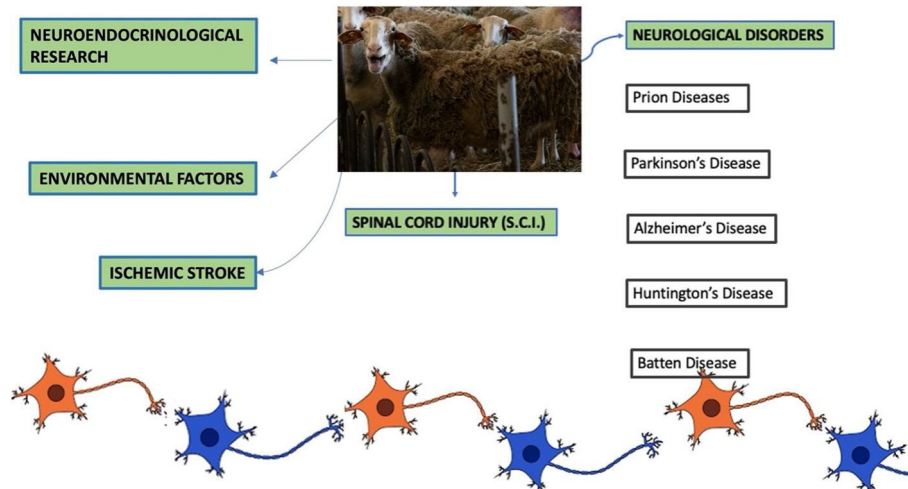 NEUROENDOCRINOLOGICAL
RESEARCH
ENVIRONMENTAL FACTORS
ISCHEMIC STROKE
SPINAL CORD INJURY (S.C.I.)
NEUROLOGICAL DISORDERS
Prion Diseases
Parkinson's Disease
Alzheimer's Disease
Huntington's Disease
Batten Disease